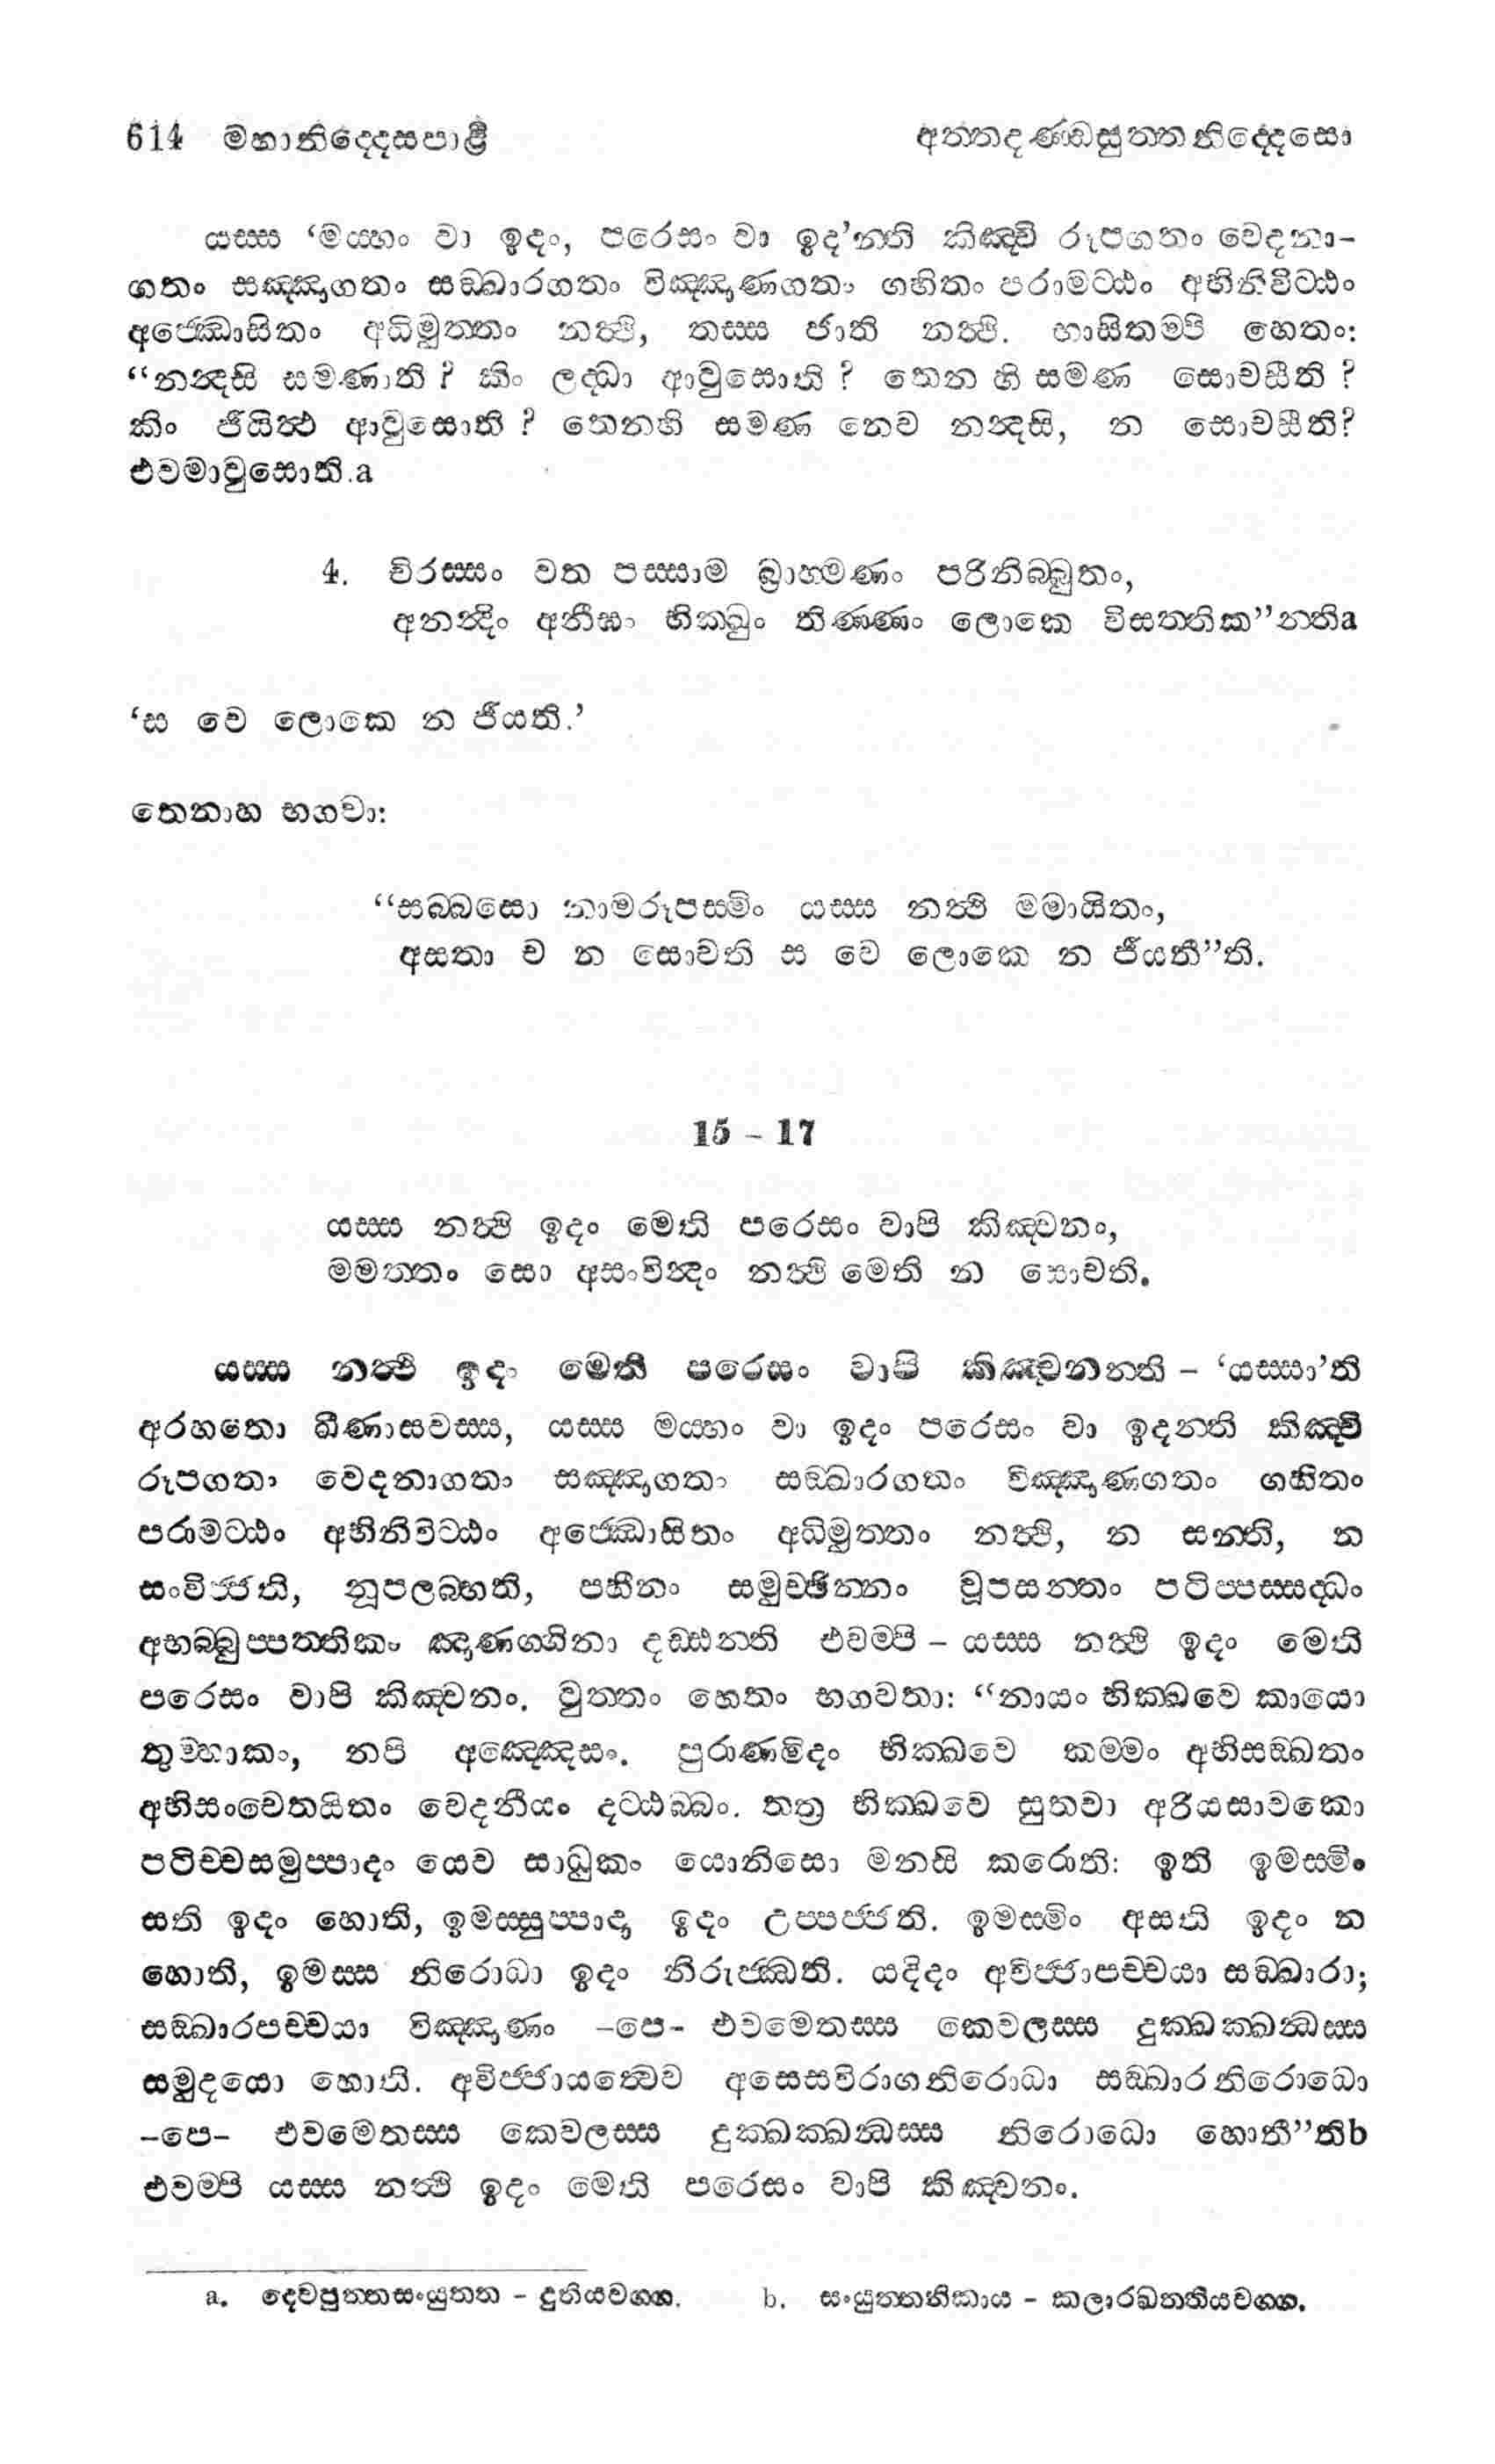 614 මහානිද්දෙසපාළි අත්තදණ්ඩසුත්තනිද්දෙසො
යස්ස ‘මය්හං වා ඉදං, පරෙසං වා ඉද’න්ති කිඤ්චි රූපගතං වෙදනා-
ගතං සඤ්ඤාගතං සඞ්ඛාරගතං විඤ්ඤාණගතං ගහිතං පරාමට්ඨං අභිනිවිට්ඨං
අජ්ඣොසිතං අධිමුත්තං නත්ථි, තස්ස ජාති නත්ථි. භාසිතම්පි හෙතං:
“නන්දසි සමණාති ? කිං ලද්ධා ආවුසොති ? තෙන හි සමණ සොචසීති ?
කිං ජීයිත්ථ ආවුසොති ? තෙනහි සමණ නෙව නන්දසි, න සොචසීති?
එවමාවුසොති.a
4. චිරස්සං වත පස්සාම බ්‍රාහ්මණං පරිනිබ්බුතං,
අනන්දිං අනීඝං භික්ඛුං තිණ්ණං ලොකෙ විසත්තික”න්තිa
‘ස වෙ ලොකෙ න ජීයති.’
තෙනාහ භගවා:
“සබ්බසො නාමරූපස්මිං යස්ස නත්ථි මමායිතං,
අසතා ච න සොචති ස වෙ ලොකෙ න ජීයතී”ති.
15 – 17
යස්ස නත්ථි ඉදං මෙති පරෙසං වාපි කිඤ්චනං,
මමත්තං සො අසංවින්දං නත්ථි මෙති න සොචති.
යස්ස නත්ථි ඉදං මෙති පරෙසං වාපි කිඤ්චනන්ති – ‘යස්සා’ති
අරහතො ඛීණාසවස්ස, යස්ස මය්හං වා ඉදං පරෙසං වා ඉදන්ති කිඤ්චි
රූපගතං වෙදනාගතං සඤ්ඤාගතං සඞ්ඛාරගතං විඤ්ඤාණගතං ගහිතං
පරාමට්ඨං අභිනිවිට්ඨං අජ්ඣොසිතං අධිමුත්තං නත්ථි, න සන්ති, න
සංවිජ්ජති, නූපලබ්භති, පහීනං සමුච්ඡින්නං වූපසන්තං පටිප්පස්සද්ධං
අභබ්බුප්පත්තිකං ඤාණග්ගිනා දඩ්ඪන්ති එවම්පි – යස්ස නත්ථි ඉදං මෙති
පරෙසං වාපි කිඤ්චනං. වුත්තං හෙතං භගවතා: “නායං භික්ඛවෙ කායො
තුම්හාකං, නපි අඤ්ඤෙසං. පුරාණමිදං භික්ඛවෙ කම්මං අභිසඞ්ඛතං
අභිසංචෙතයිතං වෙදනීයං දට්ඨබ්බං. තත්‍ර භික්ඛවෙ සුතවා අරියසාවකො
පටිච්චසමුප්පාදං යෙව සාධුකං යොනිසො මනසි කරොති: ඉති ඉමස්මිං
සති ඉදං හොති, ඉමස්සුප්පාදා ඉදං උප්පජ්ජති. ඉමස්මිං අසති ඉදං න
හොති, ඉමස්ස නිරොධා ඉදං නිරුජ්ඣති. යදිදං අවිජ්ජාපච්චයා සඞ්ඛාරා;
සඞ්ඛාරපච්චයා විඤ්ඤාණං –පෙ– එවමෙතස්ස කෙවලස්ස දුක්ඛක්ඛන්ධස්ස
සමුදයො හොති. අවිජ්ජායත්වෙව අසෙසවිරාගනිරොධා සඞ්ඛාරනිරොධො
–පෙ– එවමෙතස්ස කෙවලස්ස දුක්ඛක්ඛන්ධස්ස නිරොධො හොතී”තිb
එවම්පි යස්ස නත්ථි ඉදං මෙති පරෙසං වාපි කිඤ්චනං.
a. දෙවපුත්තසංයුත්ත – දුතියවග්ග. b. සංයුත්තනිකාය – කලාරඛත්තියවග්ග.